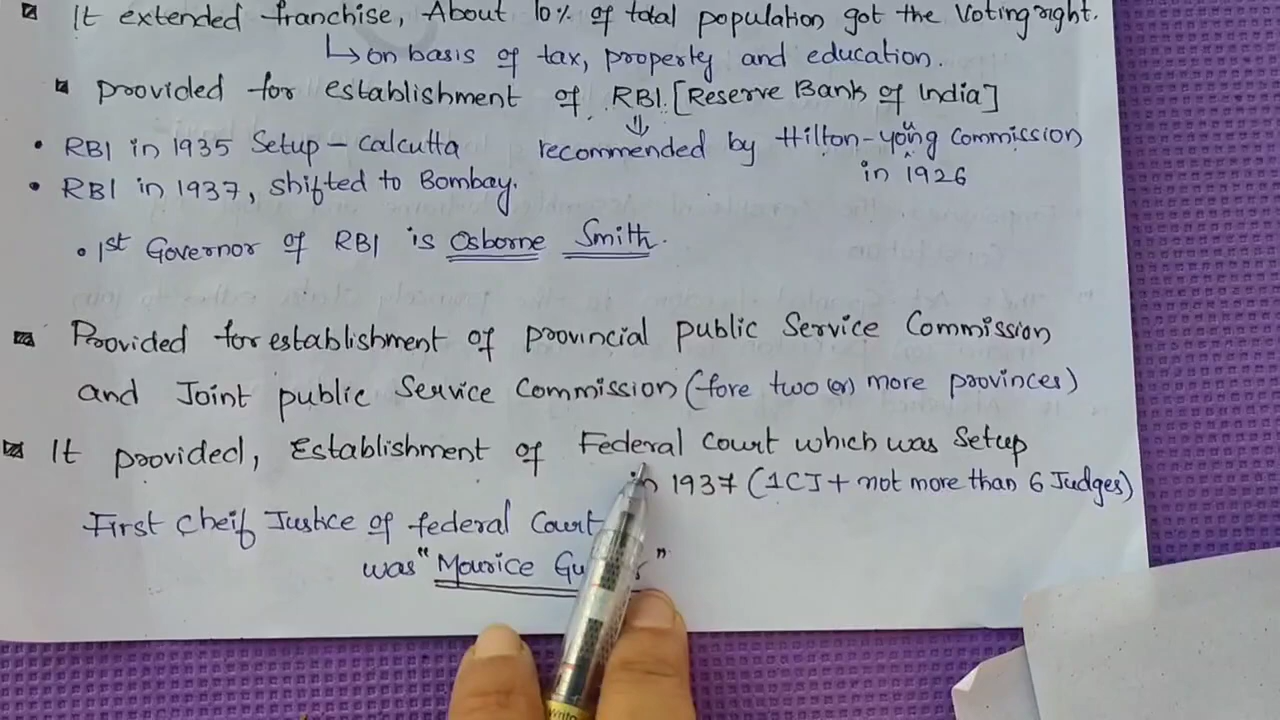 It extended franchise, About 10% of total population got the Voting right.
↳ on basis of tax, property and education.
Provided for establishment of RBI. [Reserve Bank of India]
• RBI in 1935 Setup - Calcutta
⇓ recommended by Hilton-young Commission in 1926
• RBI in 1937, shifted to Bombay.
• 1st Governor of RBI is Osborne Smith.
Provided for establishment of provincial public Service Commission
and Joint public Service Commission (fore two (or) more provinces)
It provided, Establishment of Federal Court which was Setup
in 1937 (1CJ + not more than 6 Judges)
First Cheif Justice of federal Court
was "Mourice